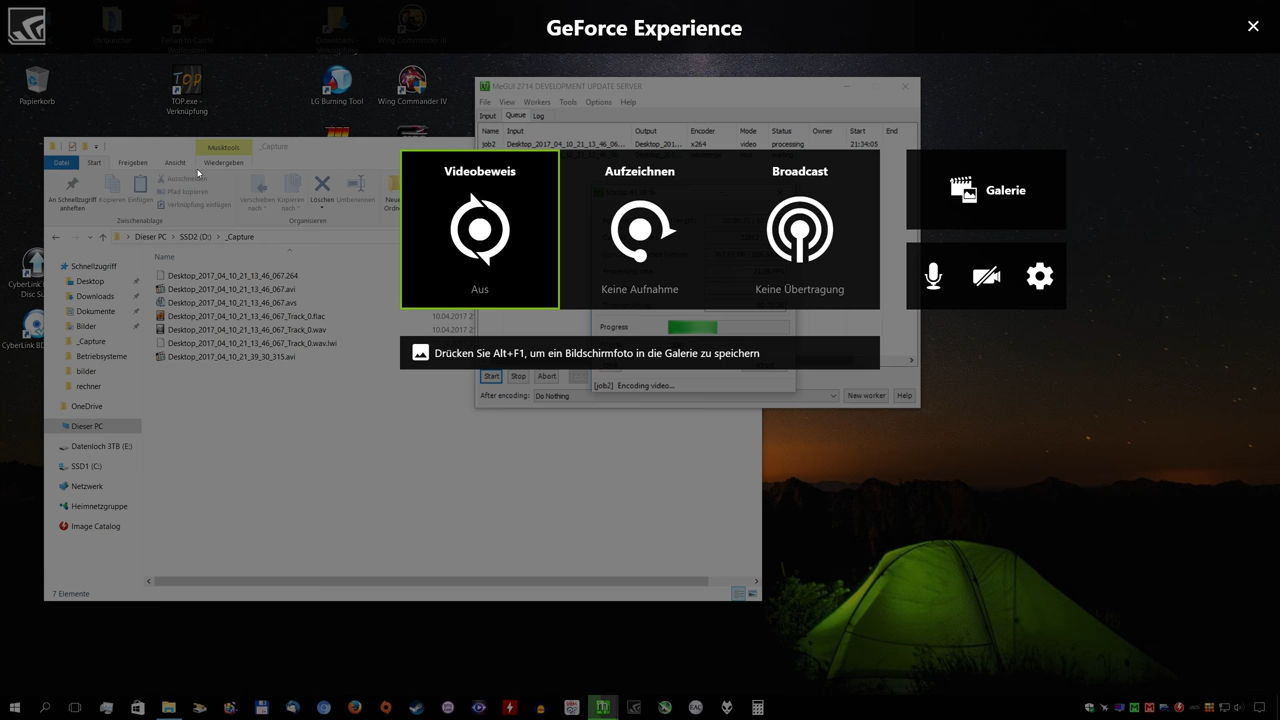 GeForce Experience
Papierkorb
TOP.exe -
Verknüpfung
LG Burning Tool
Wing Commander IV
MeGUI 2714 DEVELOPMENT UPDATE SERVER
File View Workers Tools Options Help
Input Queue Log
Name Input Output Encoder Mode Status Owner Start End
job2 Desktop_2017_04_10_21_13_46_06... Desktop_201... x264 video processing 21:34:05
Musiktools _Capture
Datei Start Freigeben Ansicht Wiedergeben
An Schnellzugriff
anheften
Kopieren Einfügen
Ausschneiden
Pfad kopieren
Verknüpfung einfügen
Zwischenablage
Verschieben
nach
Kopieren
nach
Löschen
Umbenennen
Organisieren
Neuer
Dieser PC SSD2 (D:) _Capture
Name
Schnellzugriff
Desktop
Downloads
Dokumente
Bilder
_Capture
Betriebsysteme
bilder
rechner
OneDrive
Dieser PC
Datenloch 3TB (E:)
SSD1 (C:)
Netzwerk
Heimnetzgruppe
Image Catalog
Desktop_2017_04_10_21_13_46_067.264
Desktop_2017_04_10_21_13_46_067.avi
Desktop_2017_04_10_21_13_46_067.avs
Desktop_2017_04_10_21_13_46_067_Track_0.flac
10.04.2017 2
Desktop_2017_04_10_21_13_46_067_Track_0.wav
10.04.2017 2
Desktop_2017_04_10_21_13_46_067_Track_0.wav.lwi
Desktop_2017_04_10_21_39_30_315.avi
7 Elemente
CyberLink
CyberLink
Videobeweis
Aus
Aufzeichnen
Keine Aufnahme
Broadcast
Keine Übertragung
Galerie
Progress
Drücken Sie Alt+F1, um ein Bildschirmfoto in die Galerie zu speichern
Start Stop Abort
[job2] Encoding video...
After encoding: Do Nothing New worker Help